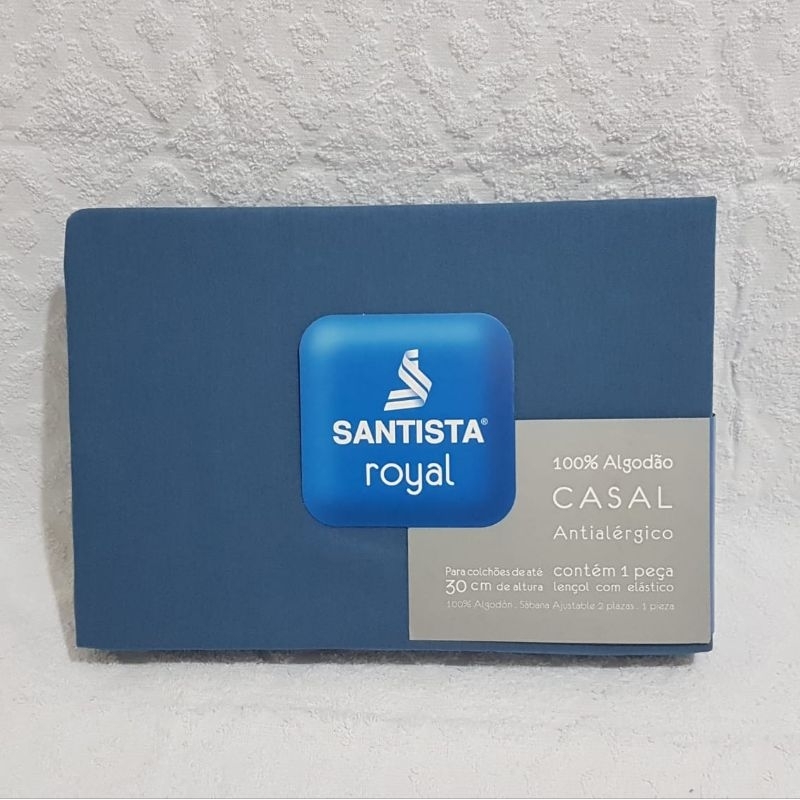 SANTISTA®
royal
100% Algodão
CASAL
Antialérgico
Para colchões de até
30 cm de altura
contém 1 peça
lençol com elástico
100% Algodón . Sábana Ajustable 2 plazas . 1 pieza